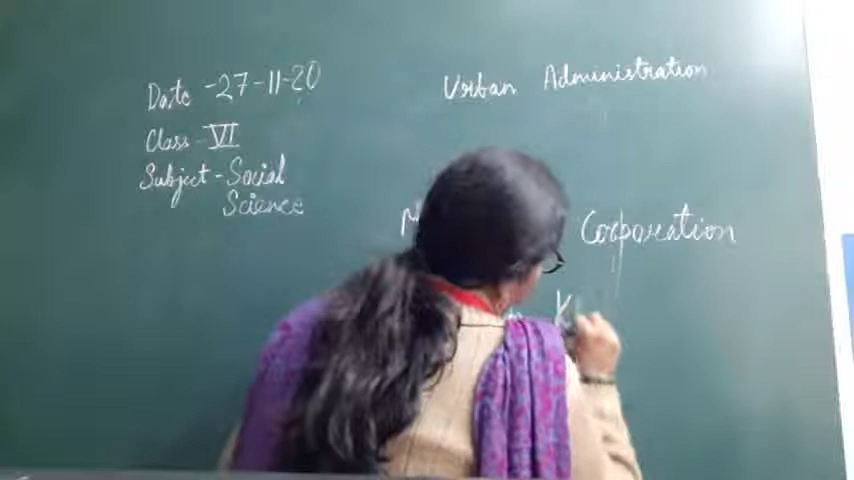 Date -27-11-20
Urban Administration
Class - VI
Subject - Social
Science
Corporation